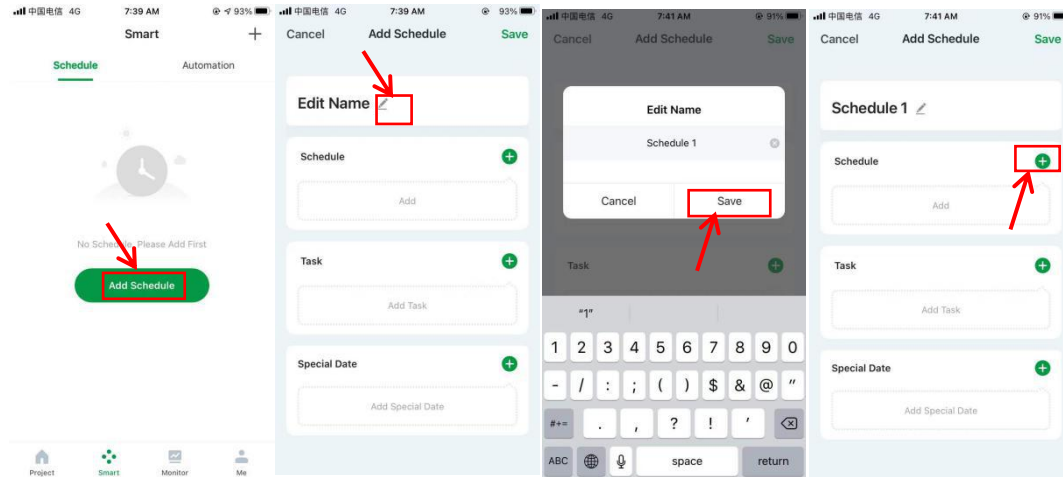 中国电信 4G 7:39 AM 93%
Smart
Schedule Automation
No Schedule, Please Add First
Add Schedule
Project Smart Monitor Me
中国电信 4G 7:39 AM 93%
Cancel Add Schedule Save
Edit Name
Schedule
Add
Task
Add Task
Special Date
Add Special Date
中国电信 4G 7:41 AM 91%
Cancel Add Schedule Save
Edit Name
Schedule 1
Cancel Save
Task
"1"
1 2 3 4 5 6 7 8 9 0
- / : ; ( ) $ & @ "
#+= . , ? ! ' 
ABC space return
中国电信 4G 7:41 AM 91%
Cancel Add Schedule Save
Schedule 1
Schedule
Add
Task
Add Task
Special Date
Add Special Date